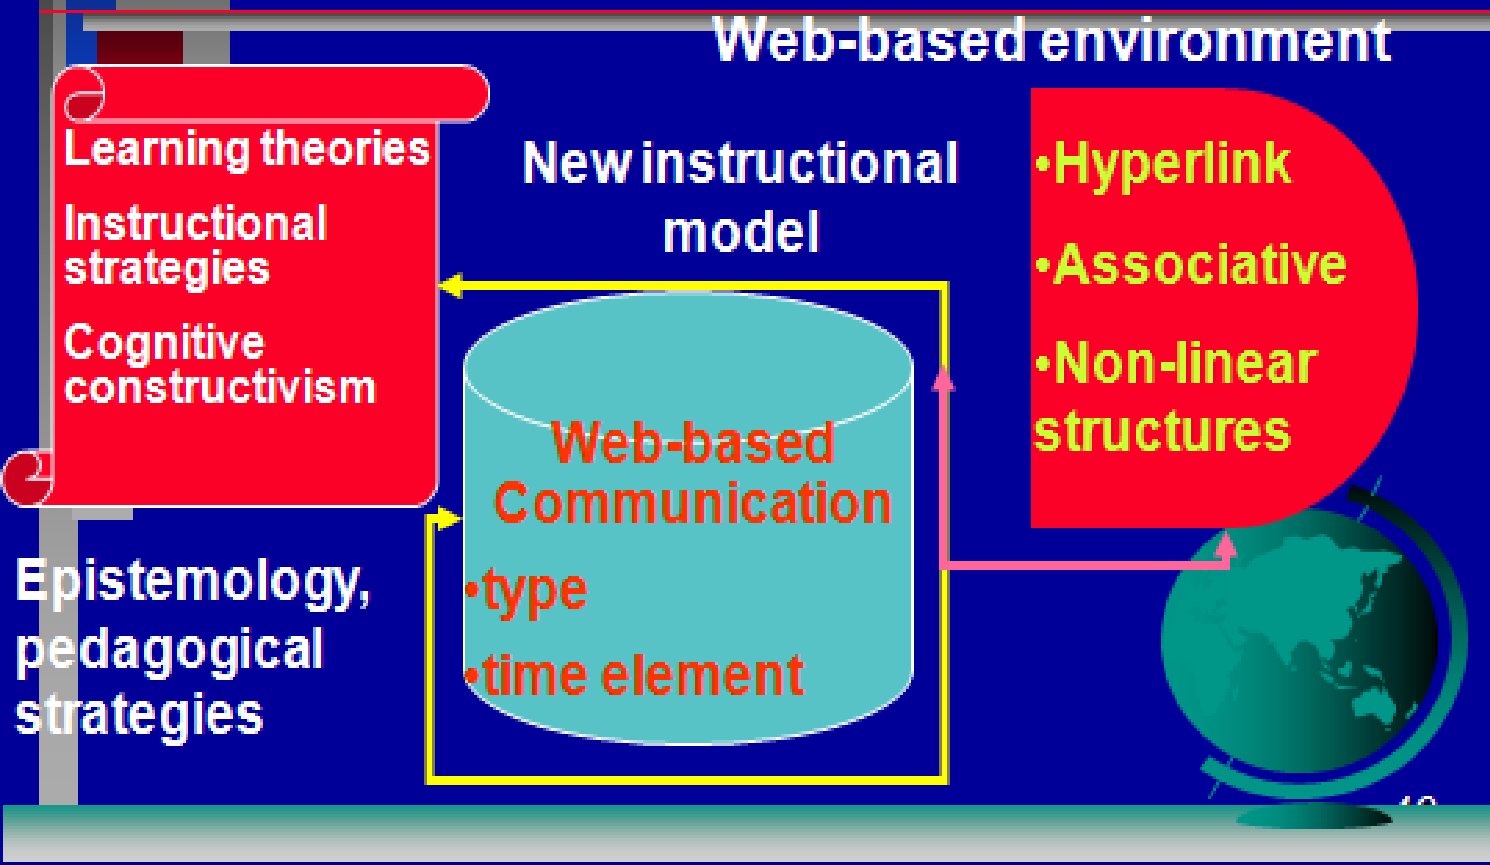 Web-based environment
Learning theories
Instructional
strategies
Cognitive
constructivism
New instructional
model
•Hyperlink
•Associative
•Non-linear
structures
Web-based
Communication
•type
•time element
Epistemology,
pedagogical
strategies